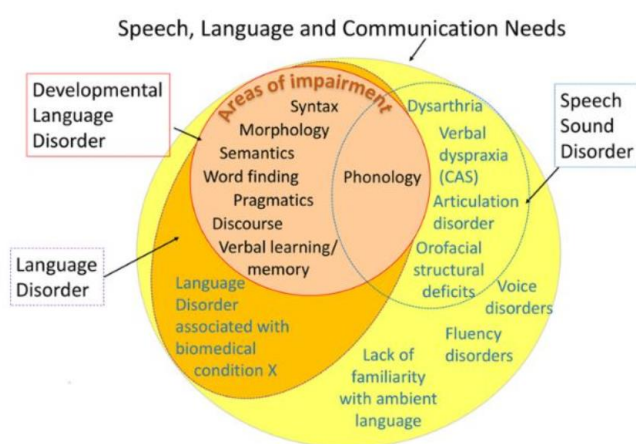 Speech, Language and Communication Needs
Developmental
Language
Disorder
Areas of impairment
Syntax
Morphology
Semantics
Word finding
Pragmatics
Discourse
Verbal learning/
memory
Phonology
Dysarthria
Verbal
dyspraxia
(CAS)
Articulation
disorder
Orofacial
structural
deficits
Speech
Sound
Disorder
Language
Disorder
Language
Disorder
associated with
biomedical
condition X
Voice
disorders
Fluency
disorders
Lack of
familiarity
with ambient
language